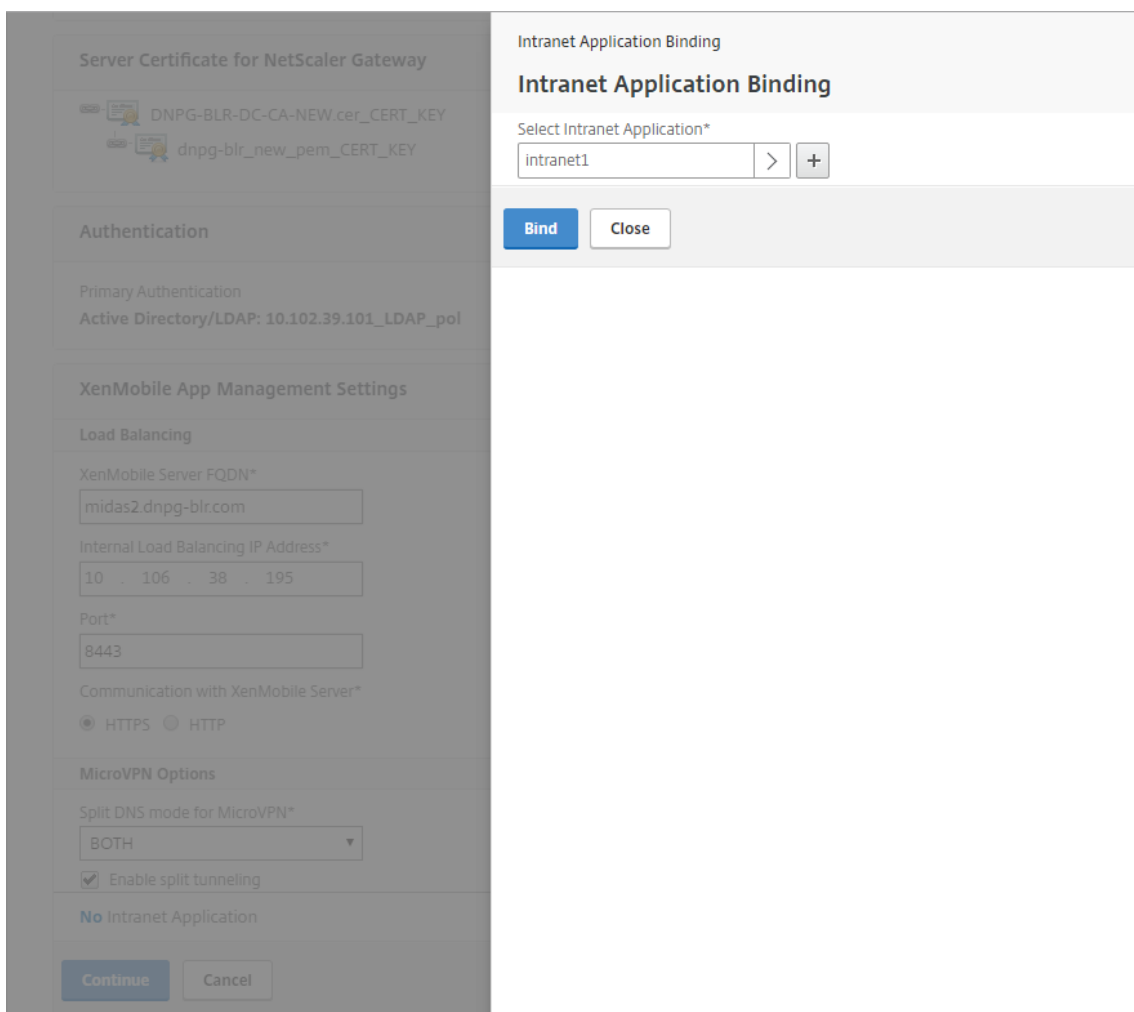 Server Certificate for NetScaler Gateway
DNPG-BLR-DC-CA-NEW.cer_CERT_KEY
dnpg-blr_new_pem_CERT_KEY
Authentication
Primary Authentication
Active Directory/LDAP: 10.102.39.101_LDAP_pol
XenMobile App Management Settings
Load Balancing
XenMobile Server FQDN*
midas2.dnpg-blr.com
Internal Load Balancing IP Address*
10 . 106 . 38 . 195
Port*
8443
Communication with XenMobile Server*
HTTPS HTTP
MicroVPN Options
Split DNS mode for MicroVPN*
BOTH
Enable split tunneling
No Intranet Application
Continue Cancel
Intranet Application Binding
Intranet Application Binding
Select Intranet Application*
intranet1 > +
Bind Close